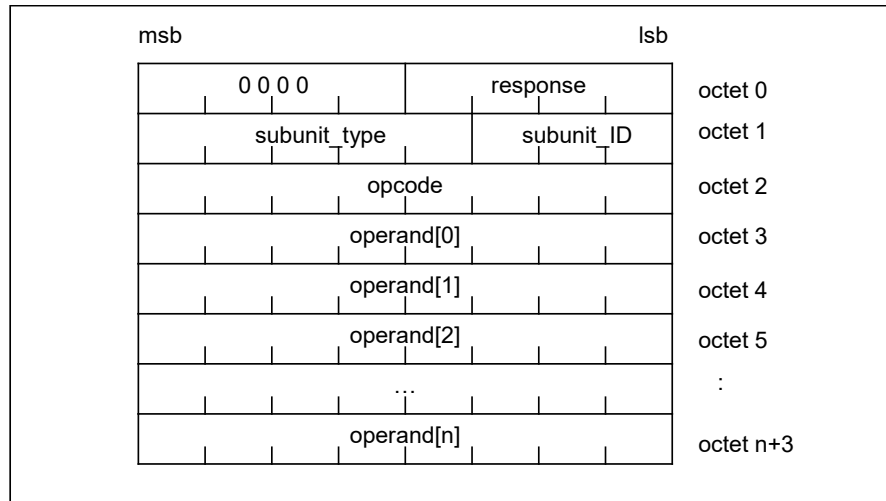 msb lsb
0 0 0 0 response octet 0
subunit_type subunit_ID octet 1
opcode octet 2
operand[0] octet 3
operand[1] octet 4
operand[2] octet 5
... :
operand[n] octet n+3